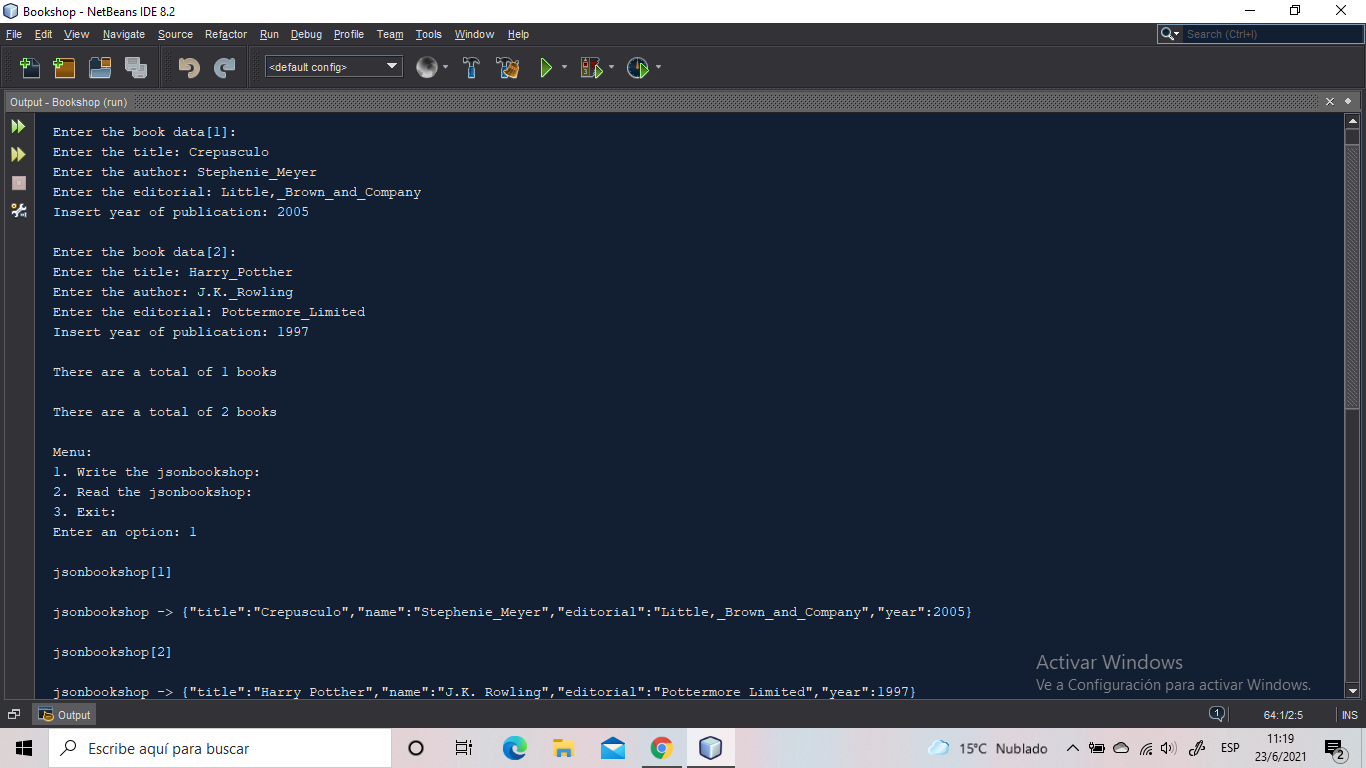 Bookshop - NetBeans IDE 8.2
File Edit View Navigate Source Refactor Run Debug Profile Team Tools Window Help
Search (Ctrl+I)
<default config>
Output - Bookshop (run)
Enter the book data[1]:
Enter the title: Crepusculo
Enter the author: Stephenie_Meyer
Enter the editorial: Little,_Brown_and_Company
Insert year of publication: 2005
Enter the book data[2]:
Enter the title: Harry_Potther
Enter the author: J.K._Rowling
Enter the editorial: Pottermore_Limited
Insert year of publication: 1997
There are a total of 1 books
There are a total of 2 books
Menu:
1. Write the jsonbookshop:
2. Read the jsonbookshop:
3. Exit:
Enter an option: 1
jsonbookshop[1]
jsonbookshop -> {"title":"Crepusculo","name":"Stephenie_Meyer","editorial":"Little,_Brown_and_Company","year":2005}
jsonbookshop[2]
jsonbookshop -> {"title":"Harry Potther","name":"J.K. Rowling","editorial":"Pottermore Limited","year":1997}
Activar Windows
Ve a Configuración para activar Windows.
Output
1
64:1/2:5
INS
Escribe aquí para buscar
15°C Nublado
ESP
11:19
23/6/2021
2